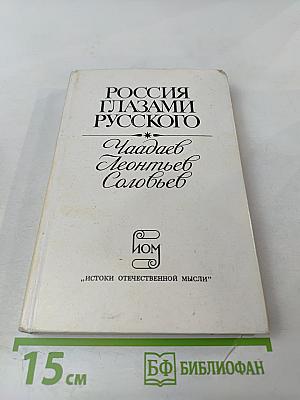 РОССИЯ
ГЛАЗАМИ
РУССКОГО
Чаадаев
Леонтьев
Соловьев
ИОМ
„ИСТОКИ ОТЕЧЕСТВЕННОЙ МЫСЛИ"
15 см
БФ БИБЛИОФАН